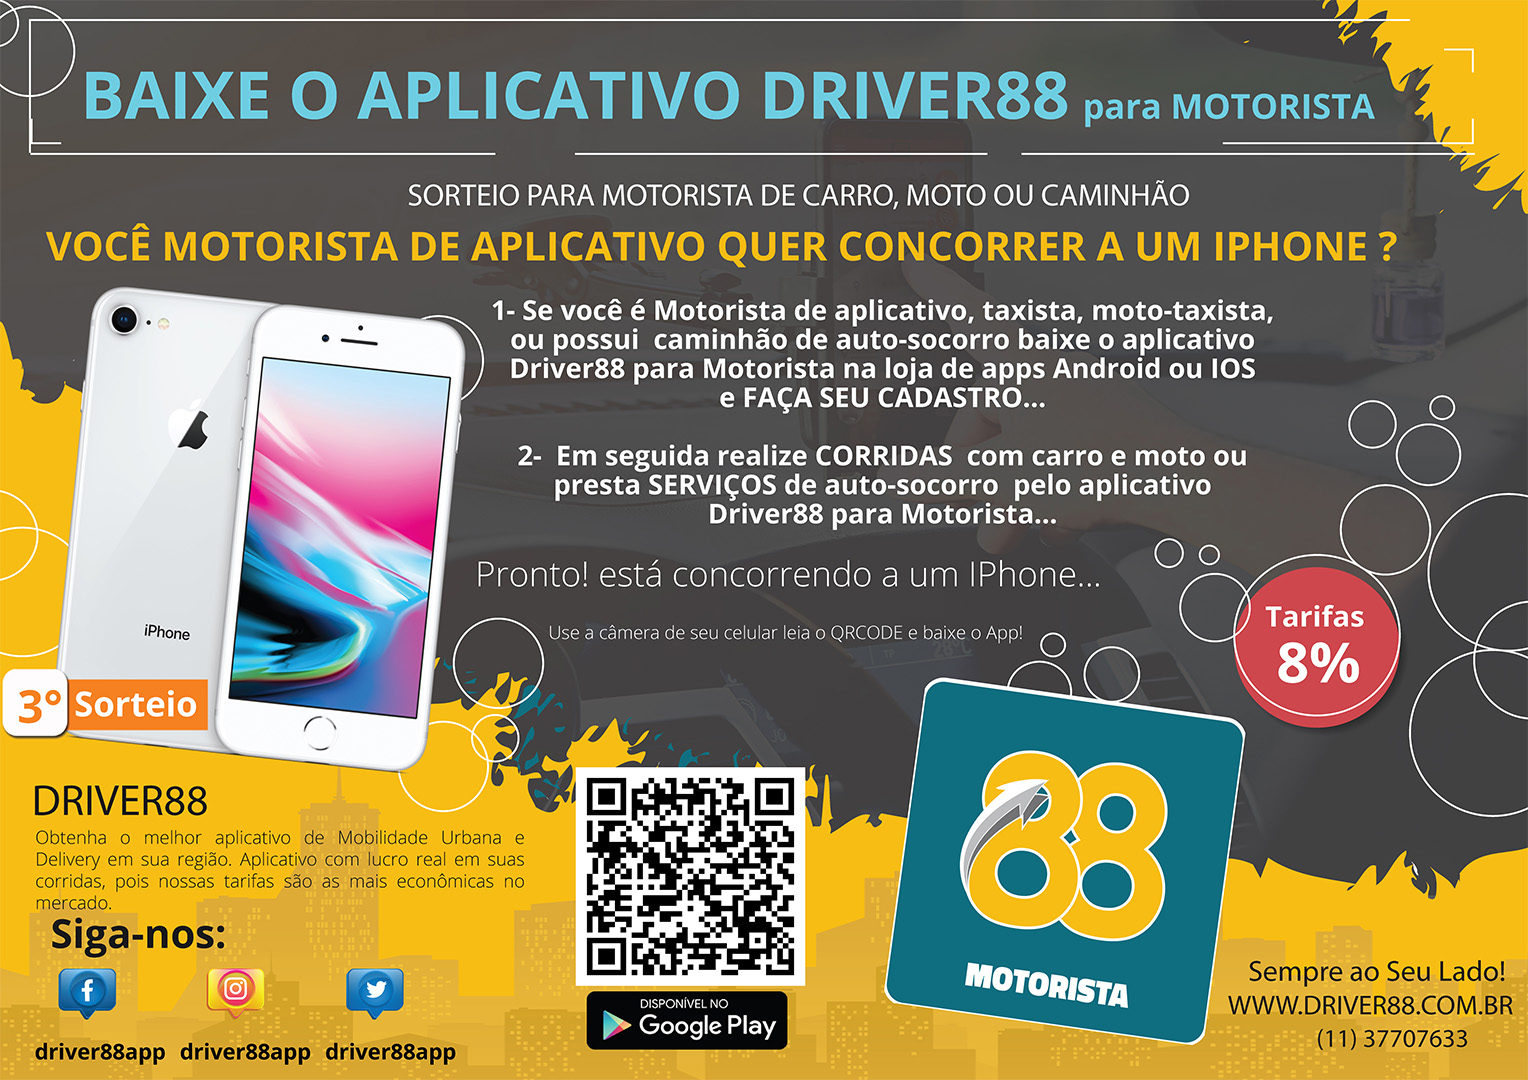 BAIXE O APLICATIVO DRIVER88 para MOTORISTA
SORTEIO PARA MOTORISTA DE CARRO, MOTO OU CAMINHÃO
VOCÊ MOTORISTA DE APLICATIVO QUER CONCORRER A UM IPHONE ?
1- Se você é Motorista de aplicativo, taxista, moto-taxista,
ou possui caminhão de auto-socorro baixe o aplicativo
Driver88 para Motorista na loja de apps Android ou IOS
e FAÇA SEU CADASTRO...
2- Em seguida realize CORRIDAS com carro e moto ou
presta SERVIÇOS de auto-socorro pelo aplicativo
Driver88 para Motorista...
Pronto! está concorrendo a um IPhone...
Use a câmera de seu celular leia o QRCODE e baixe o App!
iPhone
3° Sorteio
Tarifas
8%
DRIVER88
Obtenha o melhor aplicativo de Mobilidade Urbana e
Delivery em sua região. Aplicativo com lucro real em suas
corridas, pois nossas tarifas são as mais econômicas no
mercado.
Siga-nos:
driver88app driver88app driver88app
DISPONÍVEL NO
Google Play
88
MOTORISTA
Sempre ao Seu Lado!
WWW.DRIVER88.COM.BR
(11) 37707633